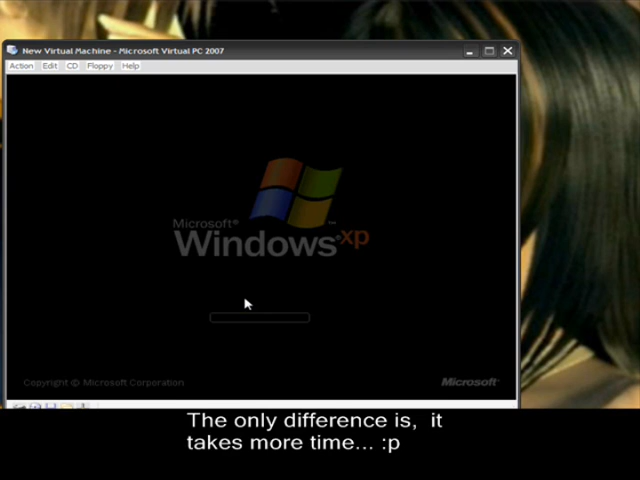 New Virtual Machine - Microsoft Virtual PC 2007
Action Edit CD Floppy Help
Microsoft®
Windows® xp™
Copyright © Microsoft Corporation
Microsoft®
The only difference is, it
takes more time... :p